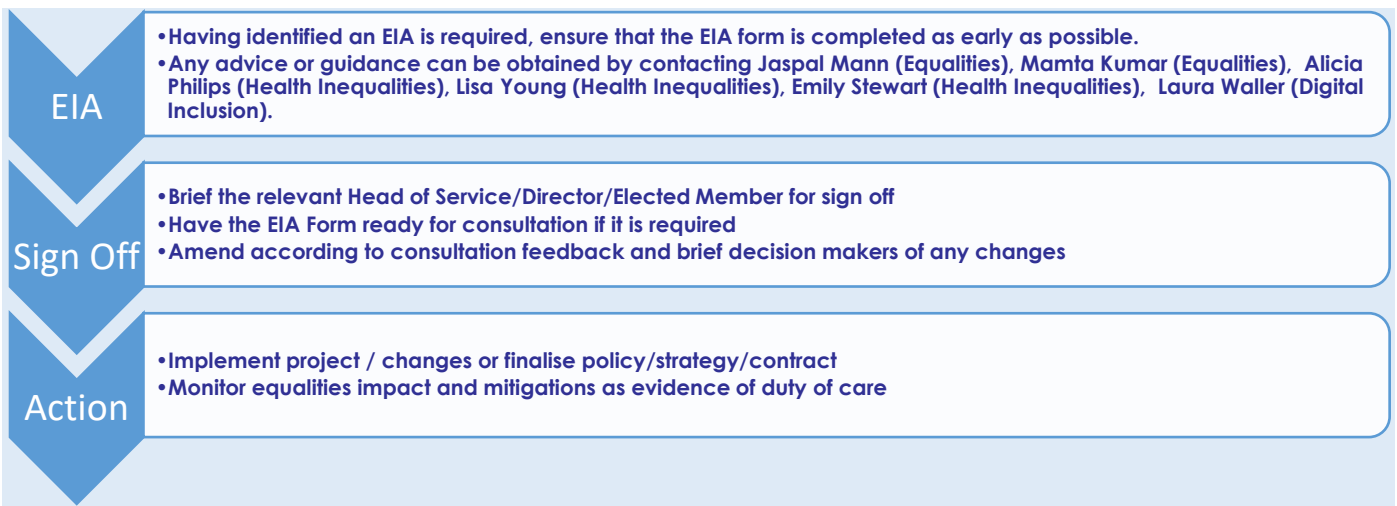 EIA
•Having identified an EIA is required, ensure that the EIA form is completed as early as possible.
•Any advice or guidance can be obtained by contacting Jaspal Mann (Equalities), Mamta Kumar (Equalities), Alicia
Philips (Health Inequalities), Lisa Young (Health Inequalities), Emily Stewart (Health Inequalities), Laura Waller (Digital
Inclusion).
Sign Off
•Brief the relevant Head of Service/Director/Elected Member for sign off
•Have the EIA Form ready for consultation if it is required
•Amend according to consultation feedback and brief decision makers of any changes
Action
•Implement project / changes or finalise policy/strategy/contract
•Monitor equalities impact and mitigations as evidence of duty of care